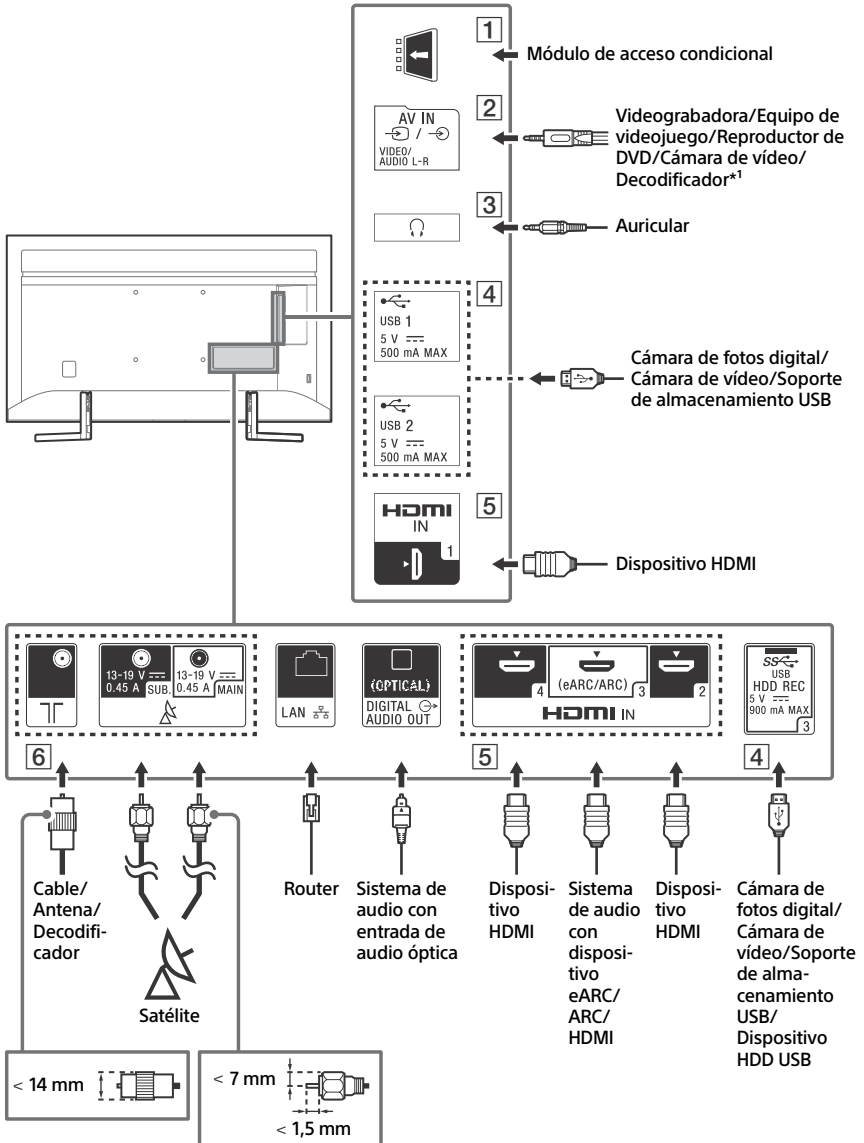 1
Módulo de acceso condicional
2
AV IN
/
VIDEO/
AUDIO L-R
Videograbadora/Equipo de
videojuego/Reproductor de
DVD/Cámara de vídeo/
Decodificador*1
3
Auricular
4
USB 1
5 V
500 mA MAX
USB 2
5 V
500 mA MAX
Cámara de fotos digital/
Cámara de vídeo/Soporte
de almacenamiento USB
5
HDMI
IN
1
Dispositivo HDMI
13-19 V
0.45 A
SUB.
13-19 V
0.45 A
MAIN
LAN
(OPTICAL)
DIGITAL
AUDIO OUT
4
(eARC/ARC)
3
2
HDMI IN
SS
USB
HDD REC
5 V
900 mA MAX
3
6
5
4
Cable/
Antena/
Decodifi-
cador
Satélite
Router
Sistema de
audio con
entrada de
audio óptica
Disposi-
tivo
HDMI
Sistema
de audio
con
disposi-
tivo
eARC/
ARC/
HDMI
Disposi-
tivo
HDMI
Cámara de
fotos digital/
Cámara de
vídeo/Soporte
de alma-
cenamiento
USB/
Dispositivo
HDD USB
< 14 mm
< 7 mm
< 1,5 mm